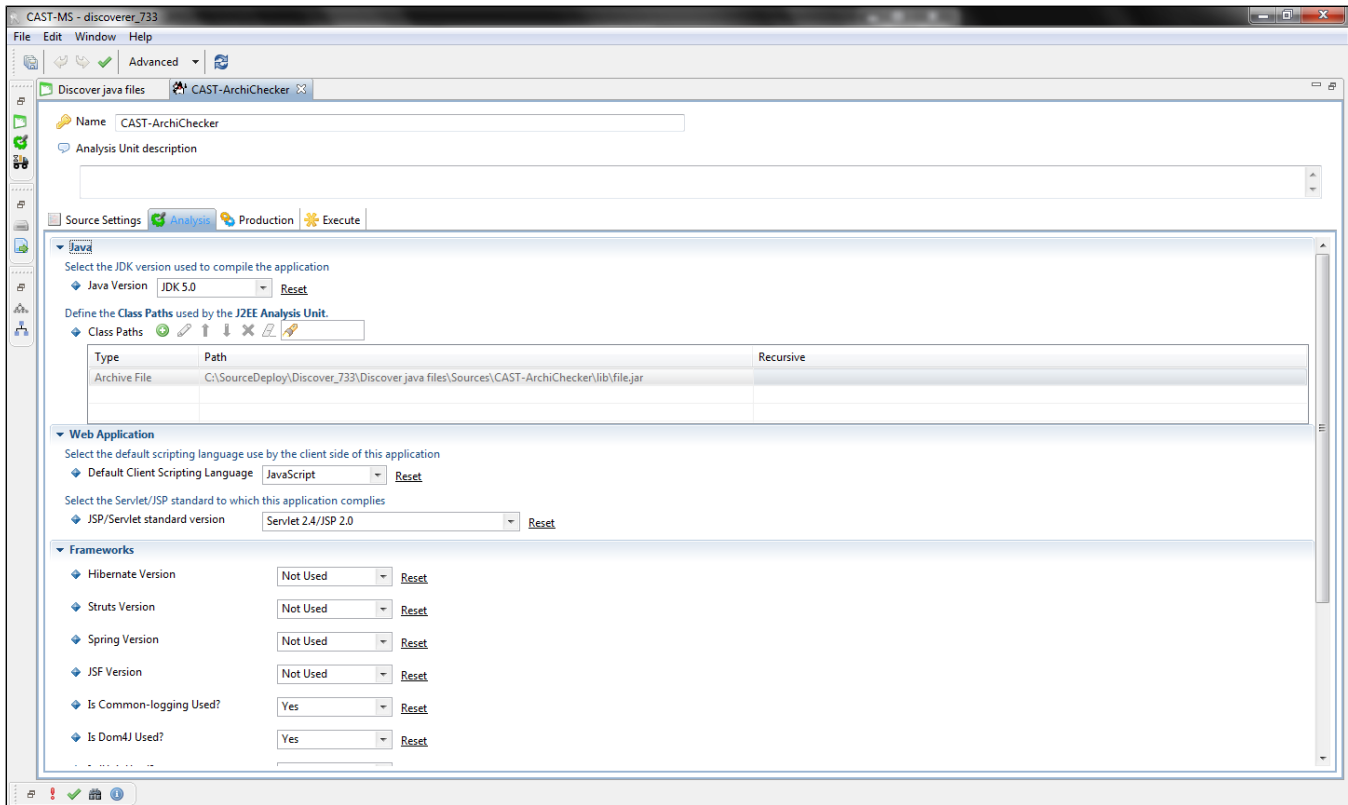 CAST-MS - discoverer_733
File Edit Window Help
Advanced
Discover java files CAST-ArchiChecker
Name CAST-ArchiChecker
Analysis Unit description
Source Settings Analysis Production Execute
Java
Select the JDK version used to compile the application
Java Version JDK 5.0 Reset
Define the Class Paths used by the J2EE Analysis Unit.
Class Paths
Type Path Recursive
Archive File C:\SourceDeploy\Discover_733\Discover java files\Sources\CAST-ArchiChecker\lib\file.jar
Web Application
Select the default scripting language use by the client side of this application
Default Client Scripting Language JavaScript Reset
Select the Servlet/JSP standard to which this application complies
JSP/Servlet standard version Servlet 2.4/JSP 2.0 Reset
Frameworks
Hibernate Version Not Used Reset
Struts Version Not Used Reset
Spring Version Not Used Reset
JSF Version Not Used Reset
Is Common-logging Used? Yes Reset
Is Dom4J Used? Yes Reset